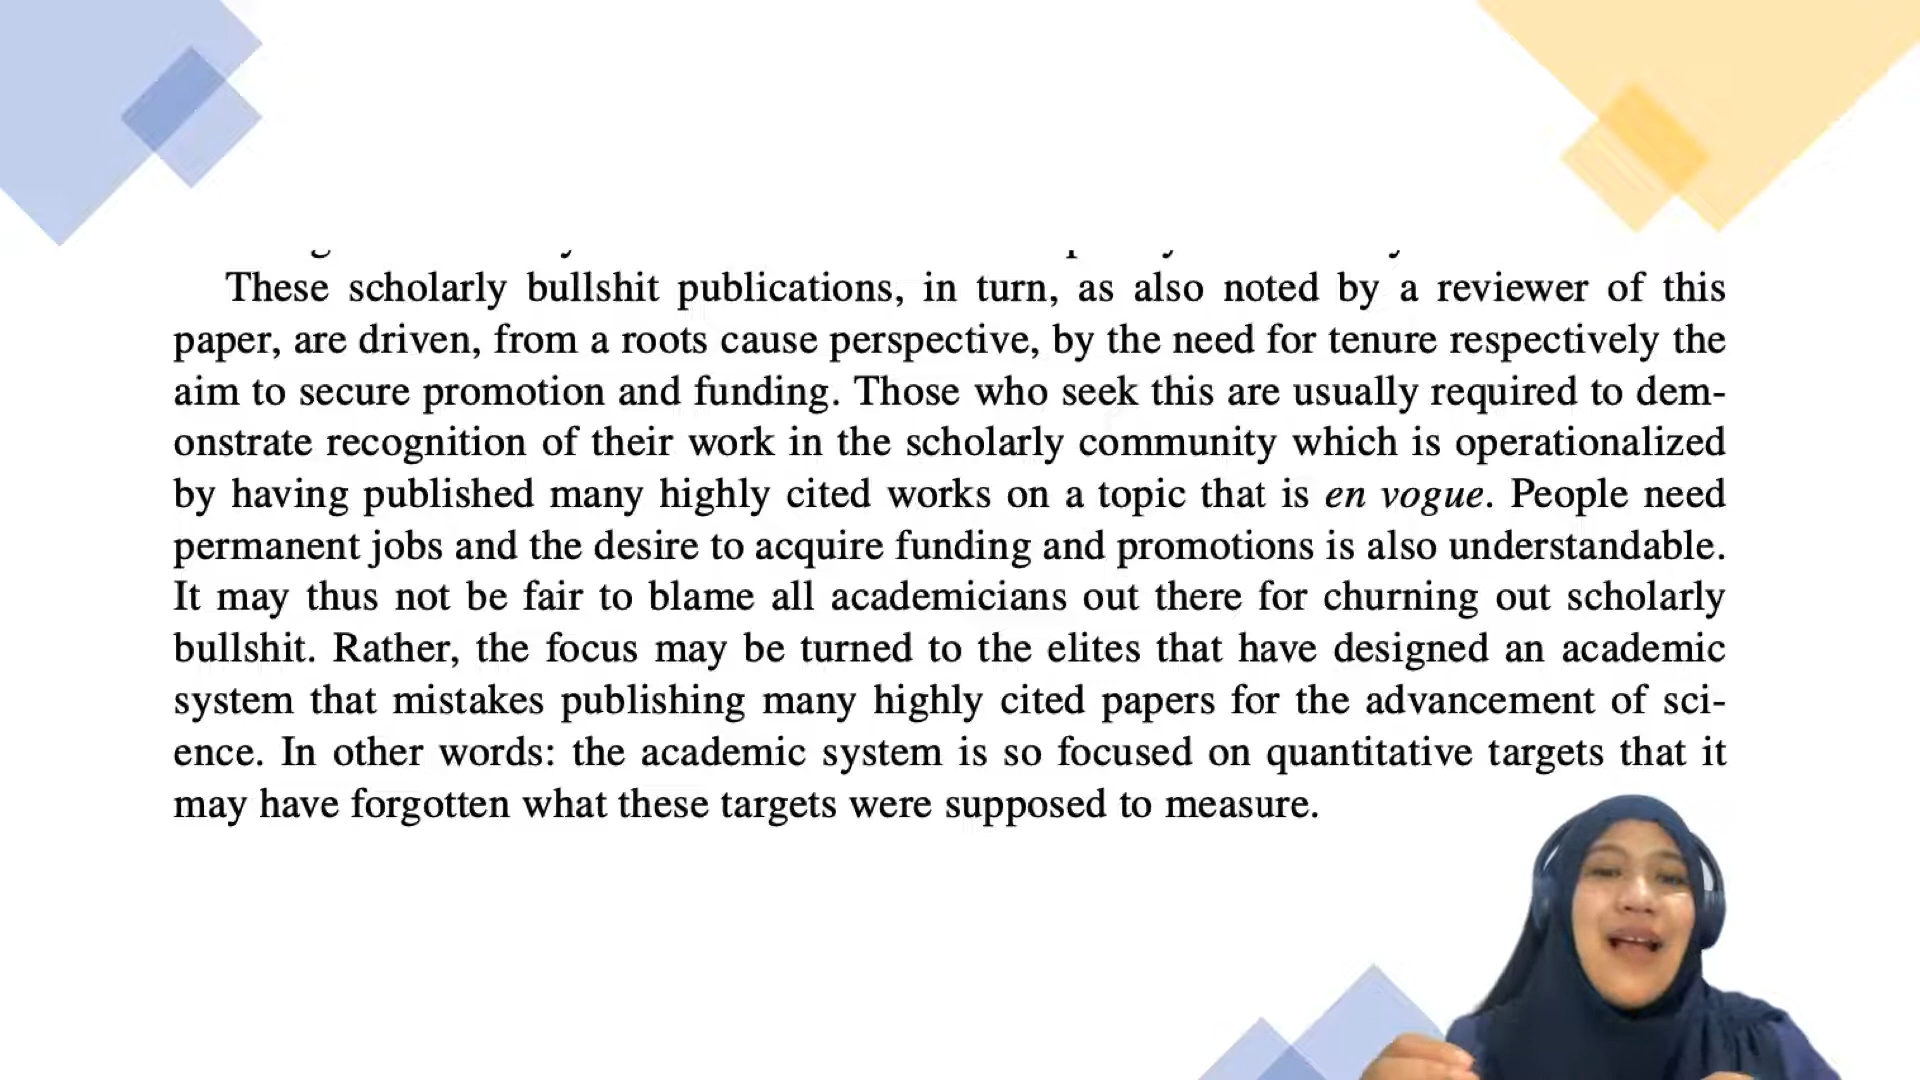 These scholarly bullshit publications, in turn, as also noted by a reviewer of this
paper, are driven, from a roots cause perspective, by the need for tenure respectively the
aim to secure promotion and funding. Those who seek this are usually required to dem-
onstrate recognition of their work in the scholarly community which is operationalized
by having published many highly cited works on a topic that is en vogue. People need
permanent jobs and the desire to acquire funding and promotions is also understandable.
It may thus not be fair to blame all academicians out there for churning out scholarly
bullshit. Rather, the focus may be turned to the elites that have designed an academic
system that mistakes publishing many highly cited papers for the advancement of sci-
ence. In other words: the academic system is so focused on quantitative targets that it
may have forgotten what these targets were supposed to measure.